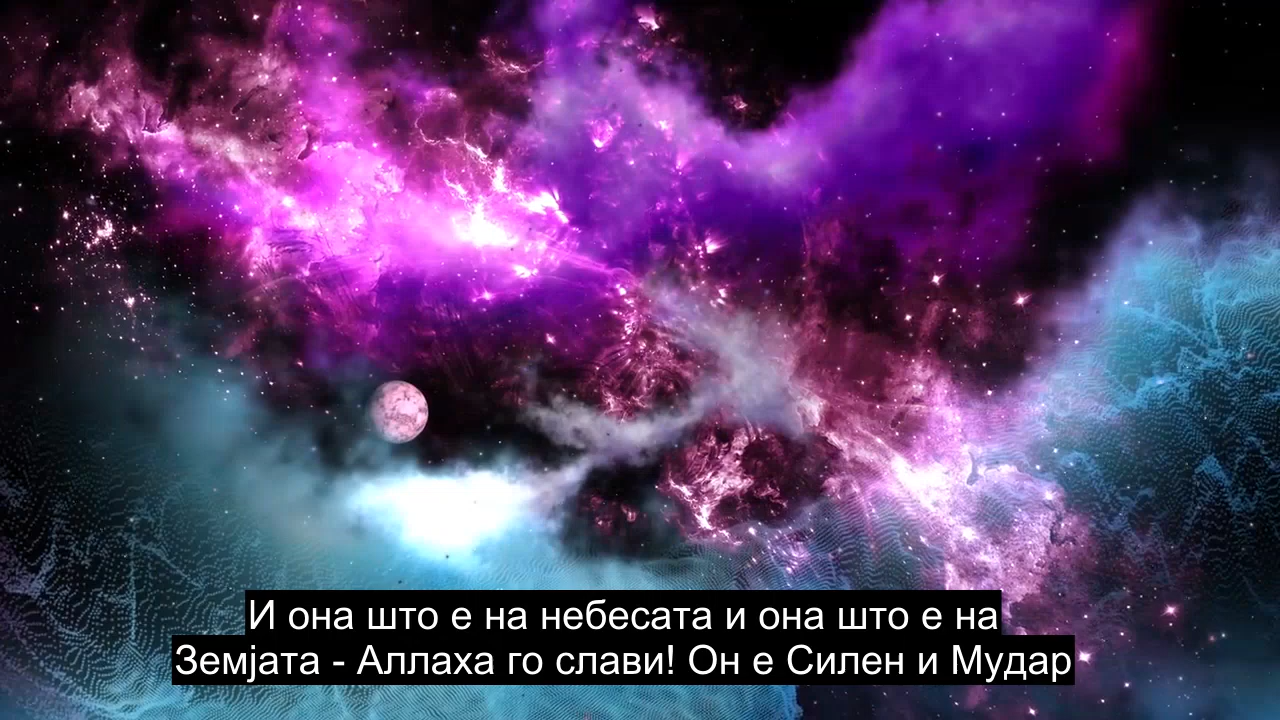 И она што е на небесата и она што е на
Земјата - Аллаха го слави! Он е Силен и Мудар